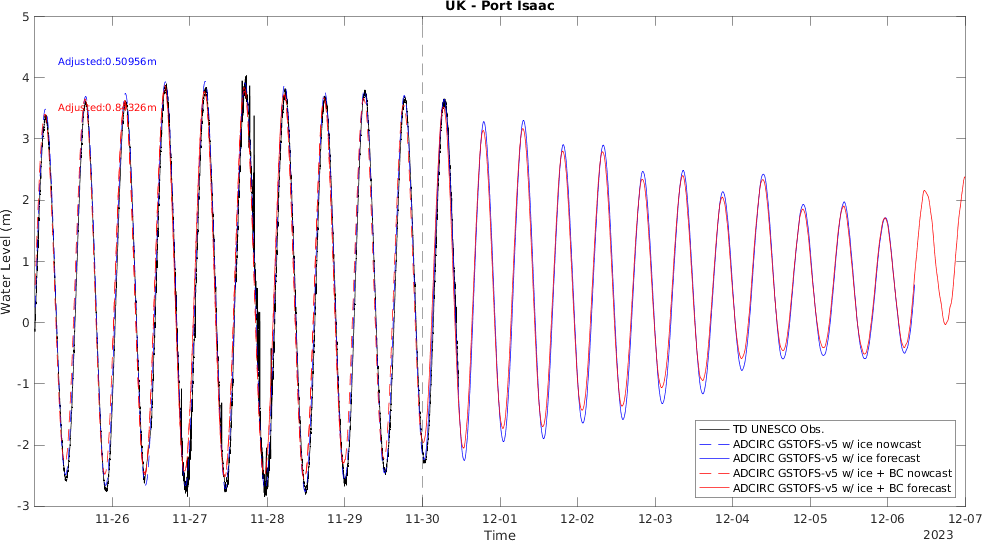 UK - Port Isaac
5
4
3
2
1
0
-1
-2
-3
Water Level (m)
Adjusted:0.50956m
Adjusted:0.84326m
TD UNESCO Obs.
ADCIRC GSTOFS-v5 w/ ice nowcast
ADCIRC GSTOFS-v5 w/ ice forecast
ADCIRC GSTOFS-v5 w/ ice + BC nowcast
ADCIRC GSTOFS-v5 w/ ice + BC forecast
11-26 11-27 11-28 11-29 11-30 12-01 12-02 12-03 12-04 12-05 12-06 12-07
Time
2023